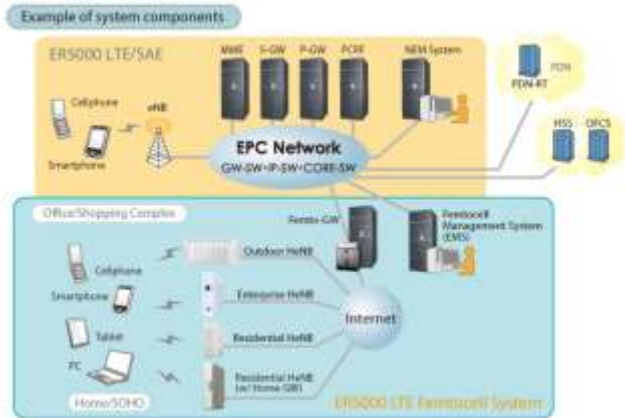 Example of system components
ER5000 LTE/SAE
MME
S-GW
P-GW
PCRF
NEM System
PDN
PDN-RT
Cellphone
eNB
Smartphone
HSS
OFCS
EPC Network
GW-SW•IP-SW•CORE-SW
Office/Shopping Complex
Femto-GW
Femtocell
Management System
(EMS)
Outdoor HeNB
Cellphone
Smartphone
Enterprise HeNB
Internet
Tablet
Residential HeNB
PC
Residential HeNB
(w/ Home GW)
Home/SOHO
ER5000 LTE Femtocell System